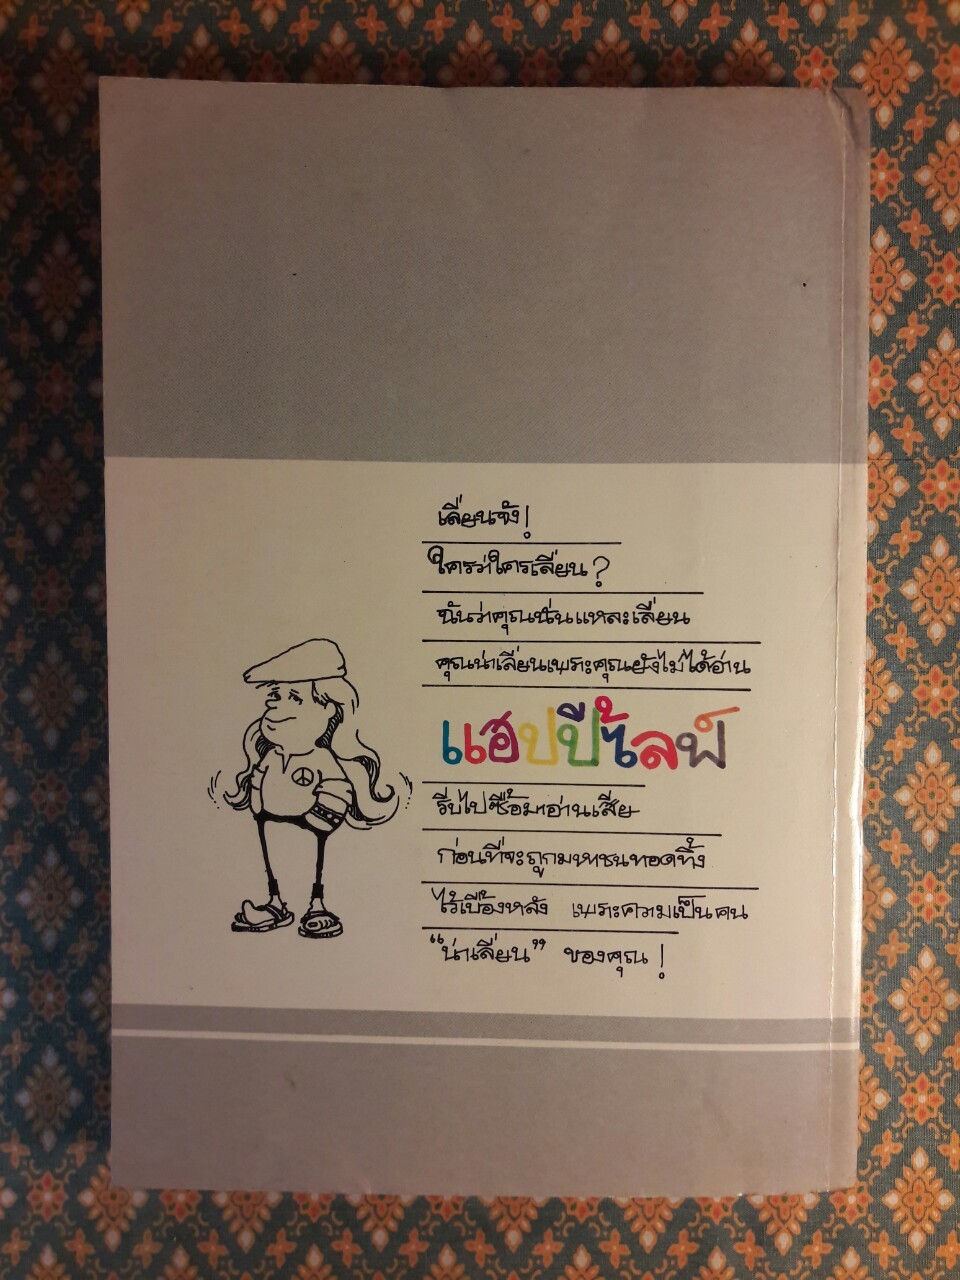 เลี่ยนจัง!
ใครว่าใครเลี่ยน?
ฉันว่าคุณนั่นแหละเลี่ยน
คุณน่าเลี่ยนเพราะคุณยังไม่ได้อ่าน
แฮปปี้ไลฟ์
รีบไปซื้อมาอ่านเสีย
ก่อนที่จะถูกมหาชนทอดทิ้ง
ไว้เบื้องหลัง เพราะความเป็นคน
“น่าเลี่ยน” ของคุณ!